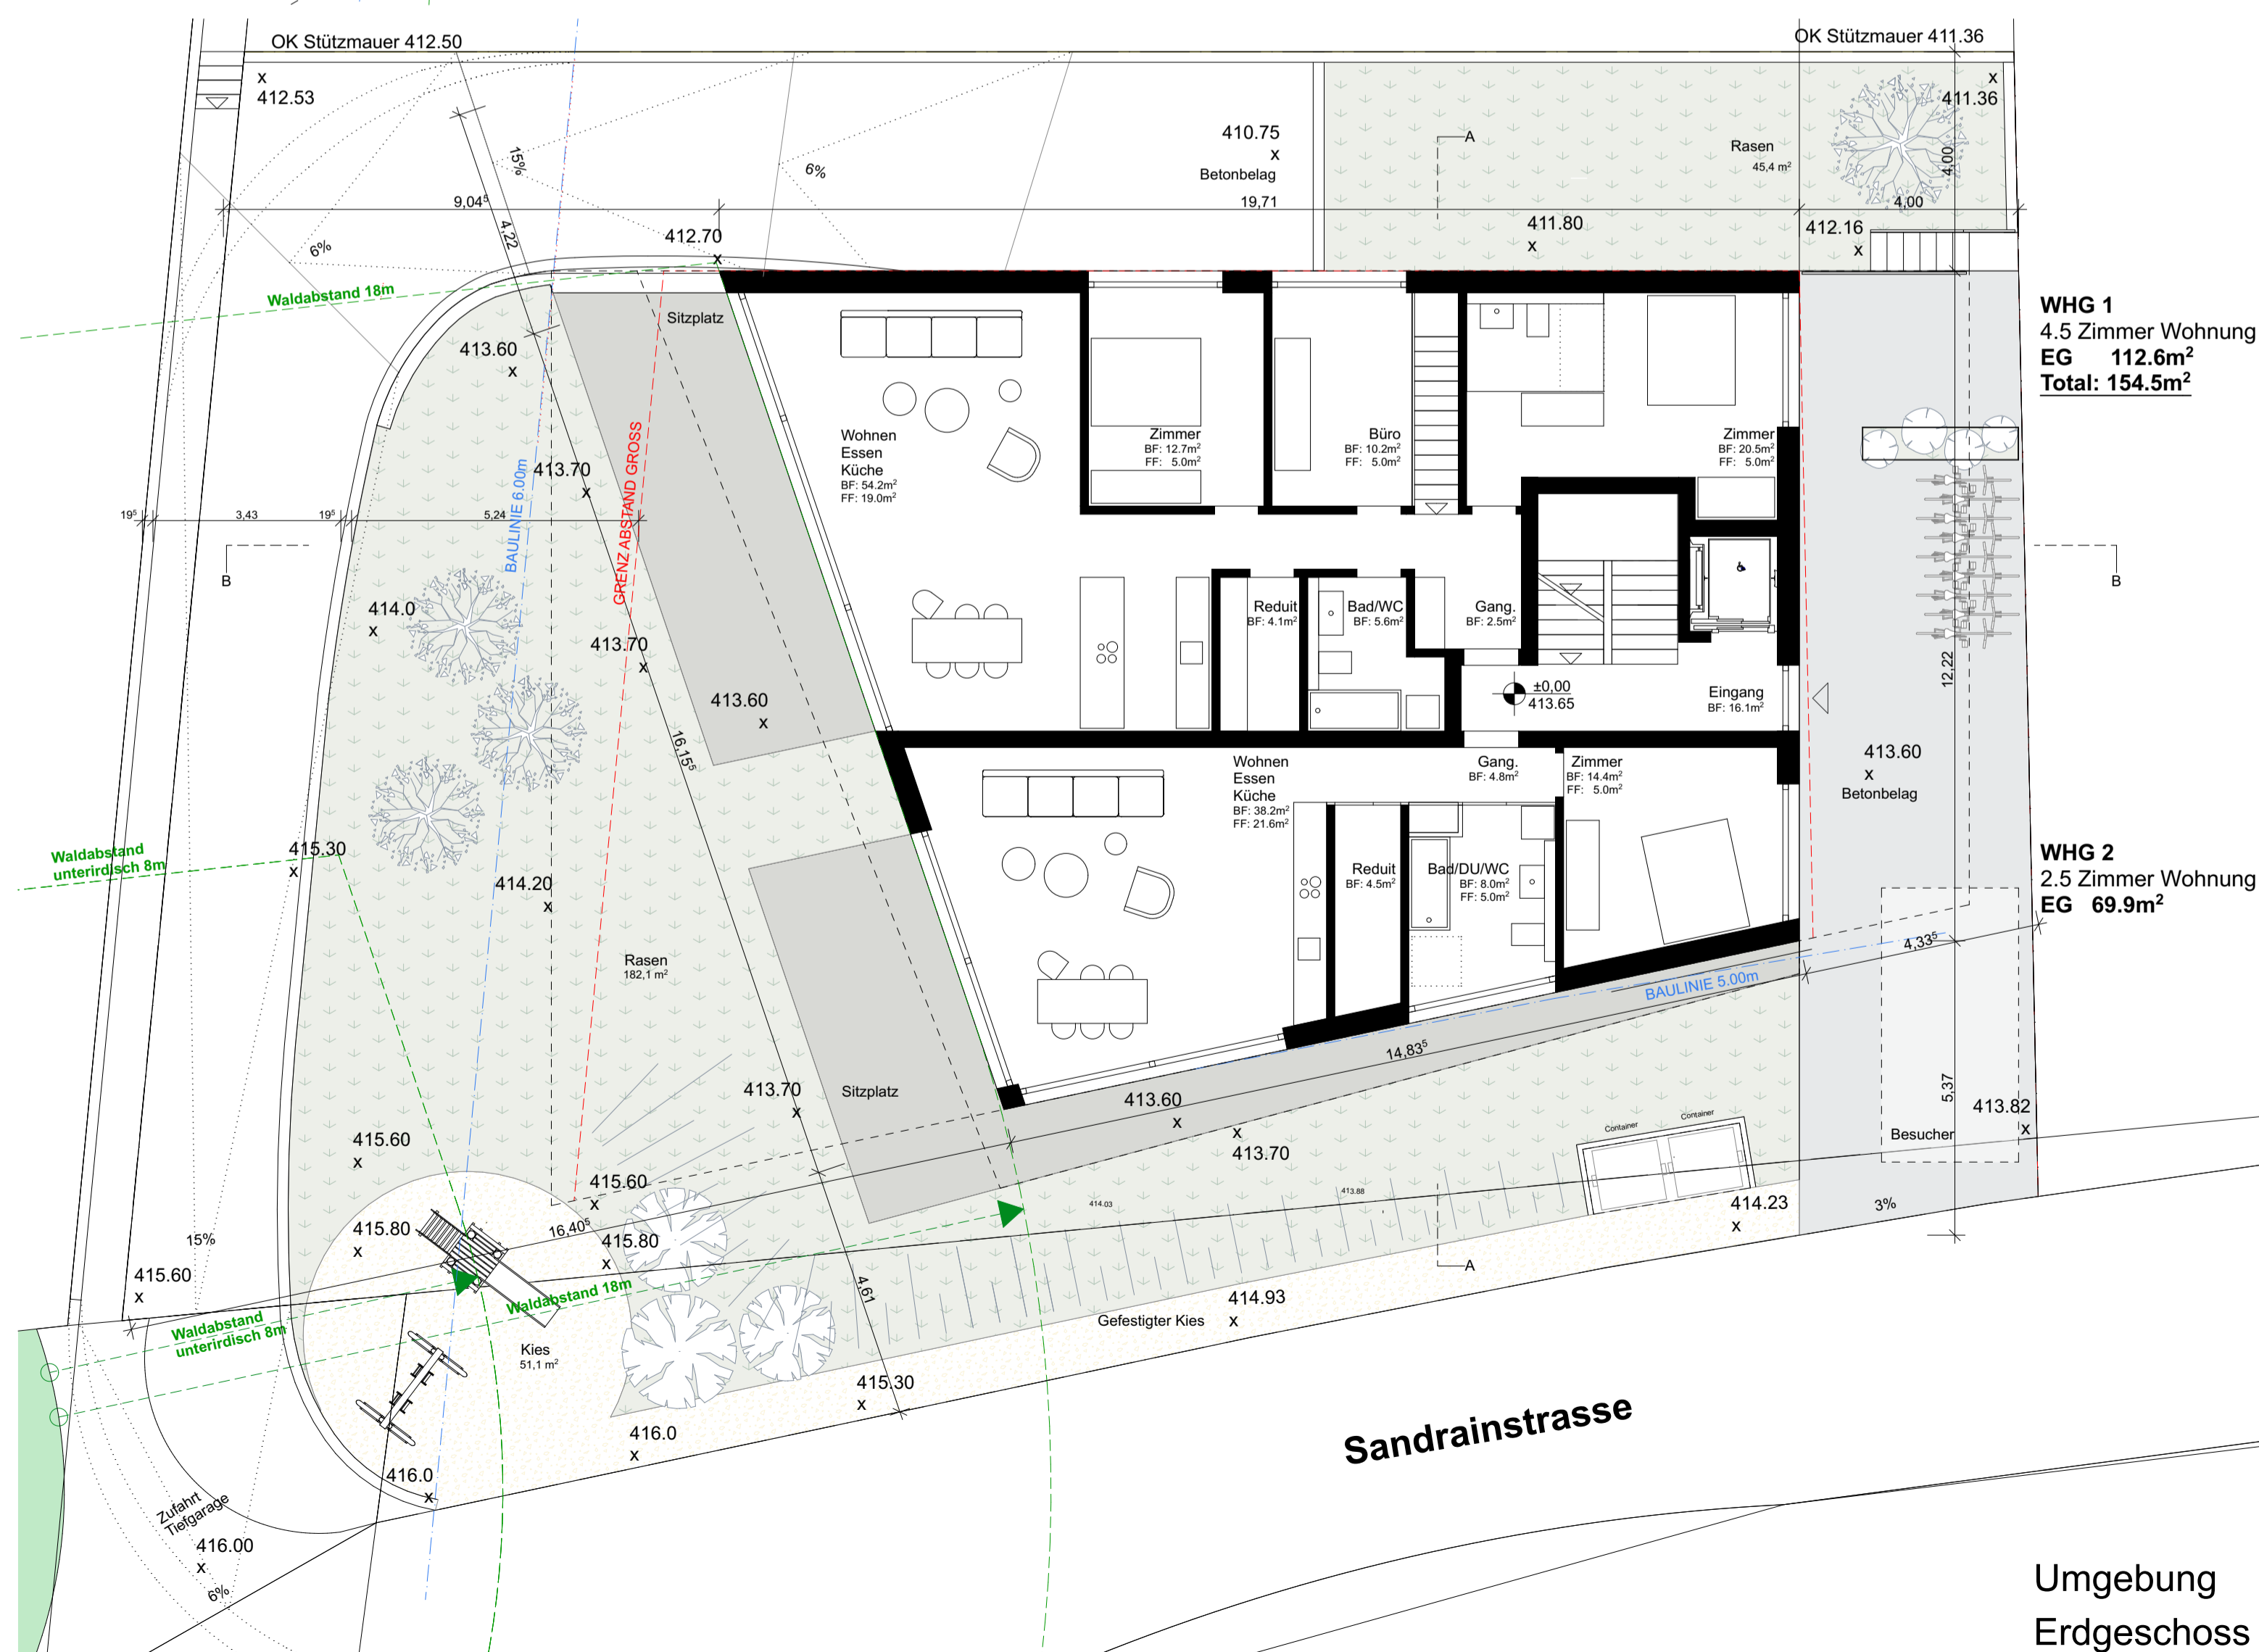 OK Stützmauer 412.50
OK Stützmauer 411.36
x
412.53
x
411.36
410.75
x
Betonbelag
A
Rasen
45,4 m²
15%
6%
4,00
9,04⁵
19,71
4,00
4,22
412.70
x
411.80
x
412.16
x
6%
Waldabstand 18m
Sitzplatz
413.60
x
WHG 1
4.5 Zimmer Wohnung
EG 112.6m²
Total: 154.5m²
Wohnen
Essen
Küche
BF: 54.2m²
FF: 19.0m²
Zimmer
BF: 12.7m²
FF: 5.0m²
Büro
BF: 10.2m²
FF: 5.0m²
Zimmer
BF: 20.5m²
FF: 5.0m²
413.70
x
BAULINIE 6.00m
GRENZ ABSTAND GROSS
19⁵
3,43
19⁵
5,24
B
B
414.0
x
413.70
x
Reduit
BF: 4.1m²
Bad/WC
BF: 5.6m²
Gang.
BF: 2.5m²
413.60
x
±0,00
413.65
Eingang
BF: 16.1m²
12,22
16,15⁵
413.60
x
Betonbelag
Wohnen
Essen
Küche
BF: 38.2m²
FF: 21.6m²
Gang.
BF: 4.8m²
Zimmer
BF: 14.4m²
FF: 5.0m²
Waldabstand
unterirdisch 8m
415.30
x
414.20
x
Reduit
BF: 4.5m²
Bad/DU/WC
BF: 8.0m²
FF: 5.0m²
WHG 2
2.5 Zimmer Wohnung
EG 69.9m²
4,33⁵
Rasen
182,1 m²
BAULINIE 5.00m
14,83⁵
413.70
x
Sitzplatz
413.60
x
x
413.70
5,37
413.82
x
Besucher
Container
Container
415.60
x
415.60
x
414.03
413.88
414.23
x
3%
415.80
x
16,40⁵
415.80
x
15%
415.60
x
Waldabstand 18m
4,61
A
Waldabstand
unterirdisch 8m
414.93
x
Gefestigter Kies
Kies
51,1 m²
415.30
x
Sandrainstrasse
416.0
x
416.0
x
Zufahrt
Tiefgarage
416.00
x
6%
Umgebung
Erdgeschoss